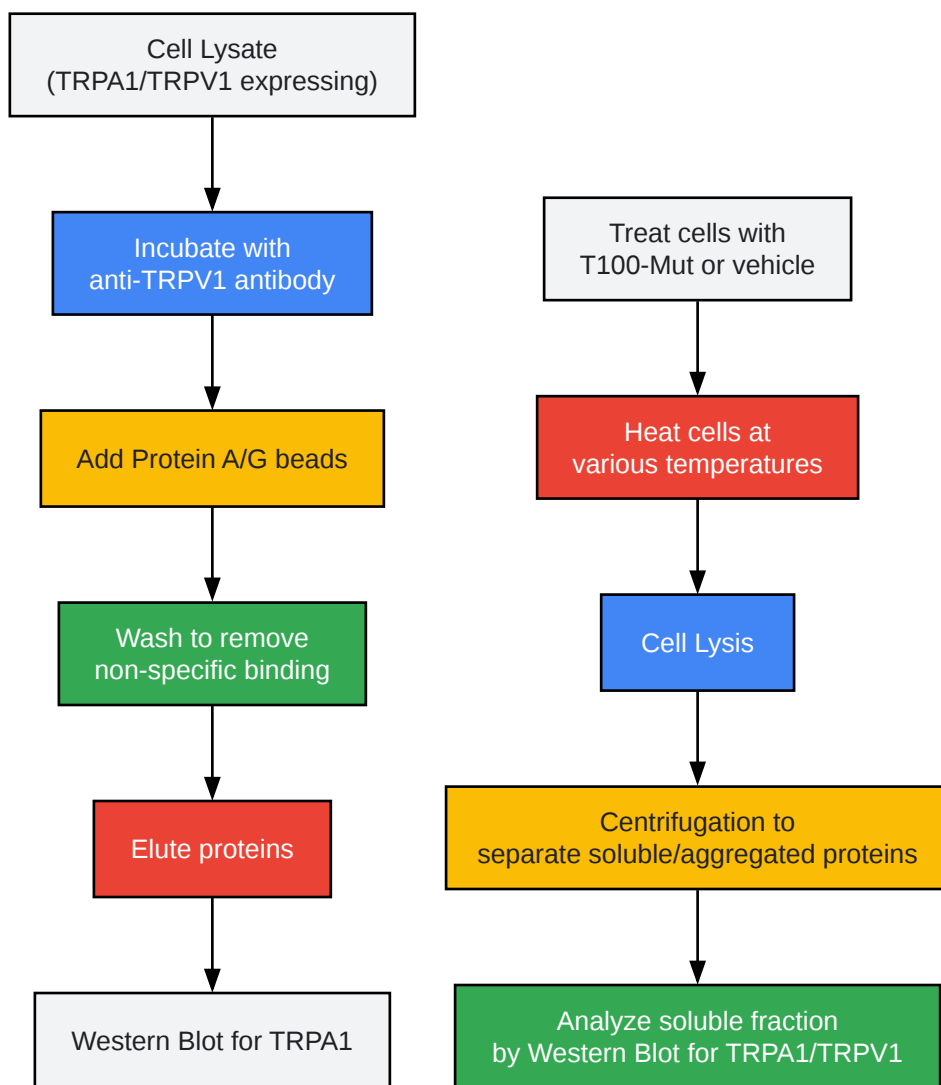 Cell Lysate
(TRPA1/TRPV1 expressing)
Incubate with
anti-TRPV1 antibody
Add Protein A/G beads
Wash to remove
non-specific binding
Elute proteins
Western Blot for TRPA1
Treat cells with
T100-Mut or vehicle
Heat cells at
various temperatures
Cell Lysis
Centrifugation to
separate soluble/aggregated proteins
Analyze soluble fraction
by Western Blot for TRPA1/TRPV1